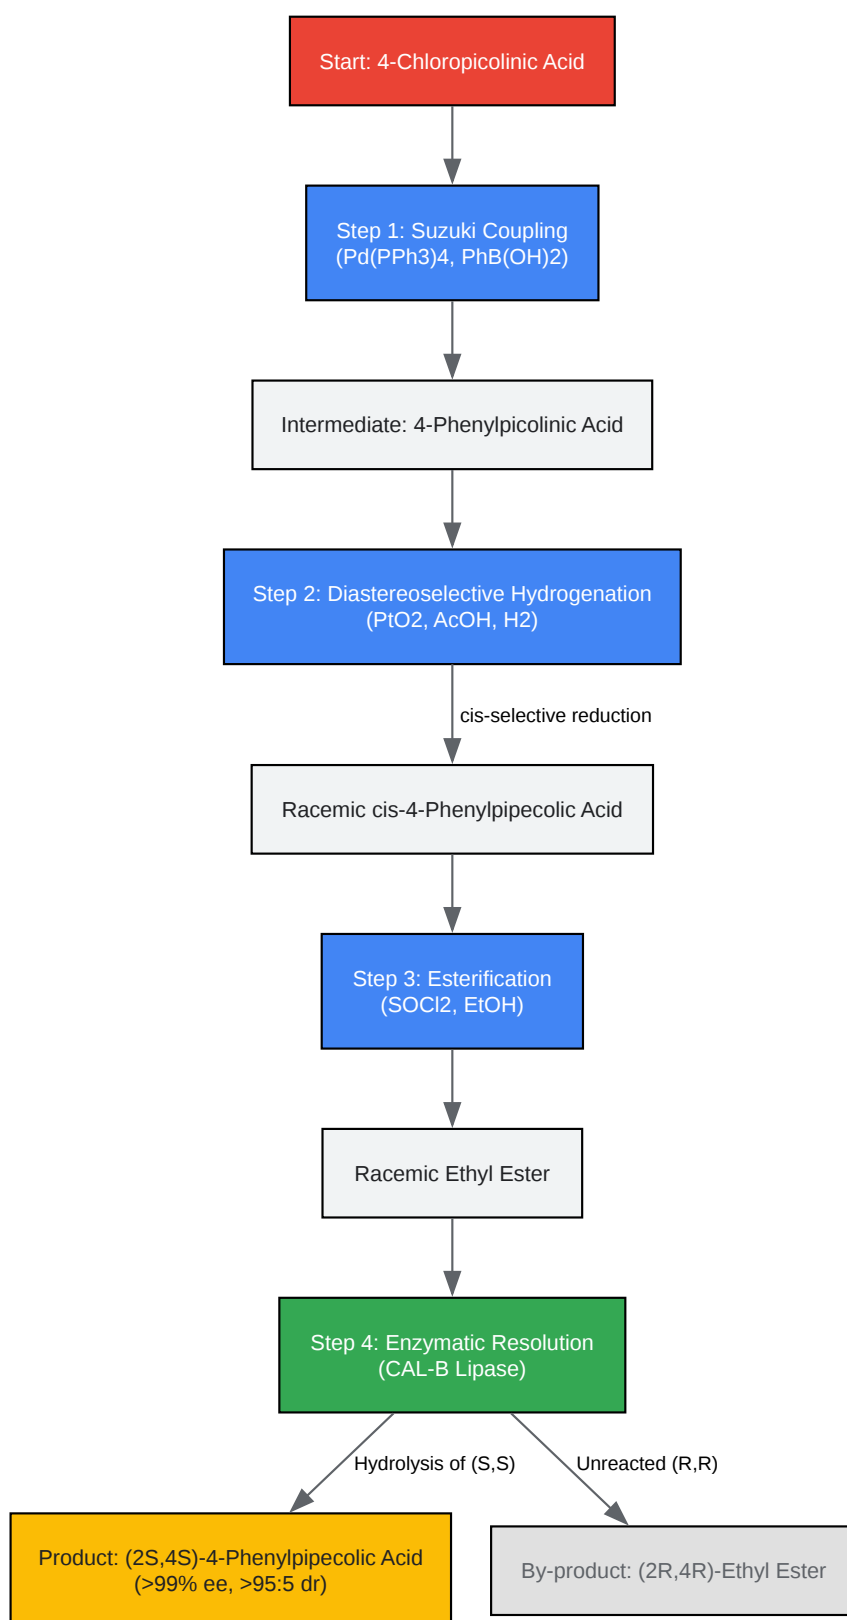 Start: 4-Chloropicolinic Acid
Step 1: Suzuki Coupling
(Pd(PPh3)4, PhB(OH)2)
Intermediate: 4-Phenylpicolinic Acid
Step 2: Diastereoselective Hydrogenation
(PtO2, AcOH, H2)
cis-selective reduction
Racemic cis-4-Phenylpipecolic Acid
Step 3: Esterification
(SOCl2, EtOH)
Racemic Ethyl Ester
Step 4: Enzymatic Resolution
(CAL-B Lipase)
Hydrolysis of (S,S)
Unreacted (R,R)
Product: (2S,4S)-4-Phenylpipecolic Acid
(>99% ee, >95:5 dr)
By-product: (2R,4R)-Ethyl Ester